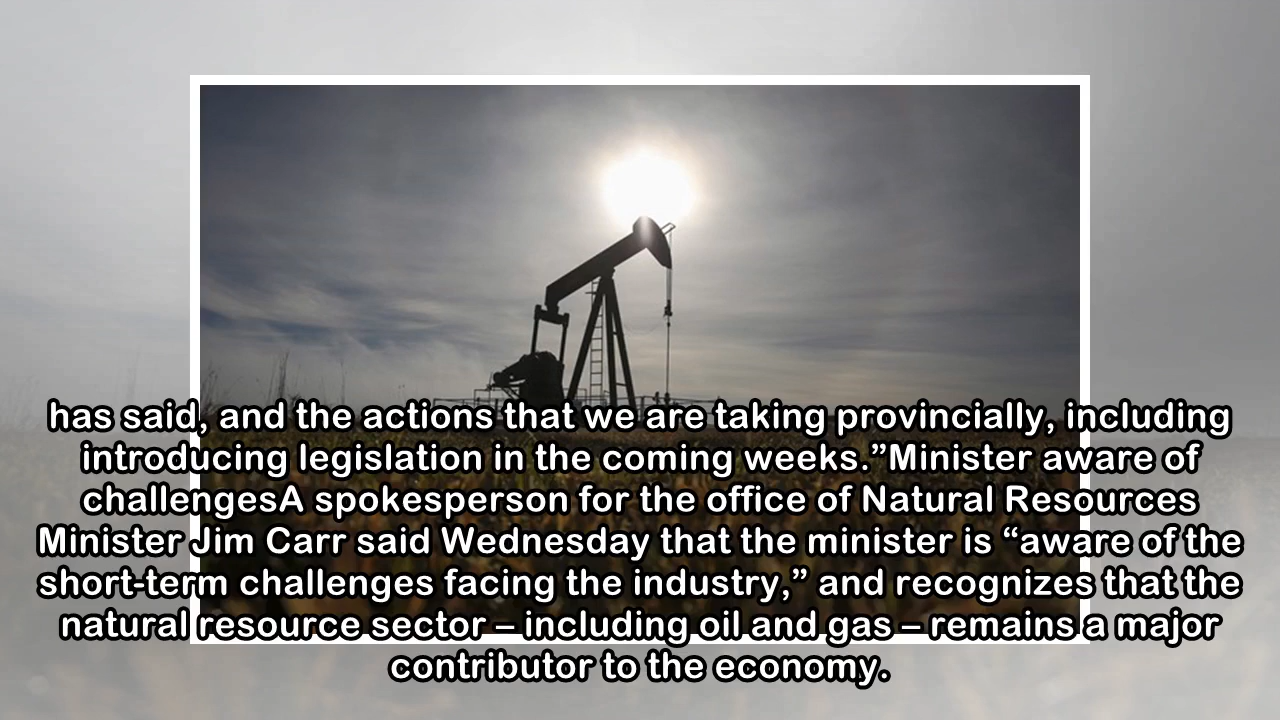 has said, and the actions that we are taking provincially, including
introducing legislation in the coming weeks.”Minister aware of
challengesA spokesperson for the office of Natural Resources
Minister Jim Carr said Wednesday that the minister is “aware of the
short-term challenges facing the industry,” and recognizes that the
natural resource sector – including oil and gas – remains a major
contributor to the economy.